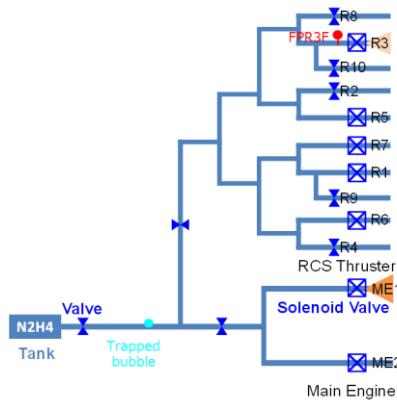 R8
FPR3F
R3
R10
R2
R5
R7
R1
R9
R6
R4
RCS Thruster
ME1
Solenoid Valve
Valve
N2H4
Tank
Trapped
bubble
ME2
Main Engine